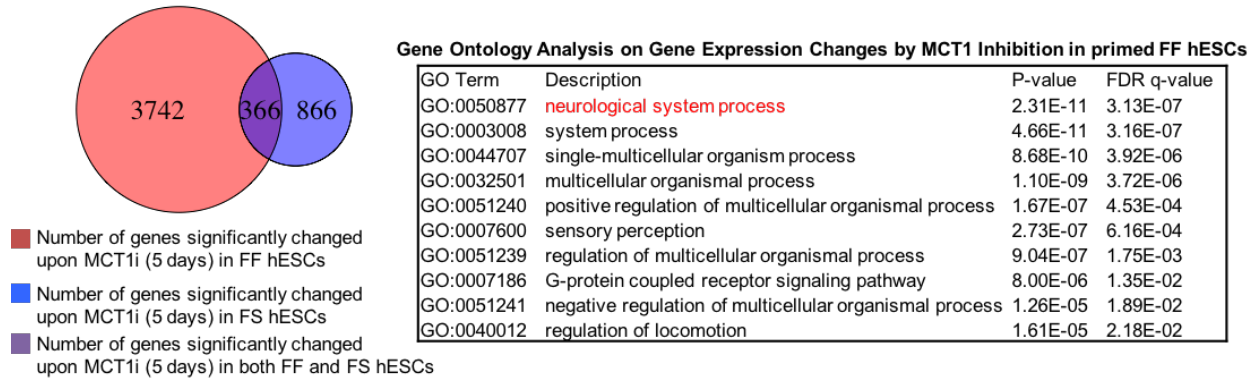 3742
366
866
Number of genes significantly changed
upon MCT1i (5 days) in FF hESCs
Number of genes significantly changed
upon MCT1i (5 days) in FS hESCs
Number of genes significantly changed
upon MCT1i (5 days) in both FF and FS hESCs
Gene Ontology Analysis on Gene Expression Changes by MCT1 Inhibition in primed FF hESCs
GO Term Description P-value FDR q-value
GO:0050877 neurological system process 2.31E-11 3.13E-07
GO:0003008 system process 4.66E-11 3.16E-07
GO:0044707 single-multicellular organism process 8.68E-10 3.92E-06
GO:0032501 multicellular organismal process 1.10E-09 3.72E-06
GO:0051240 positive regulation of multicellular organismal process 1.67E-07 4.53E-04
GO:0007600 sensory perception 2.73E-07 6.16E-04
GO:0051239 regulation of multicellular organismal process 9.04E-07 1.75E-03
GO:0007186 G-protein coupled receptor signaling pathway 8.00E-06 1.35E-02
GO:0051241 negative regulation of multicellular organismal process 1.26E-05 1.89E-02
GO:0040012 regulation of locomotion 1.61E-05 2.18E-02